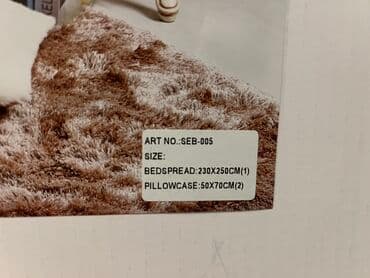 ART NO.:SEB-005
SIZE:
BEDSPREAD:230X250CM(1)
PILLOWCASE:50X70CM(2)